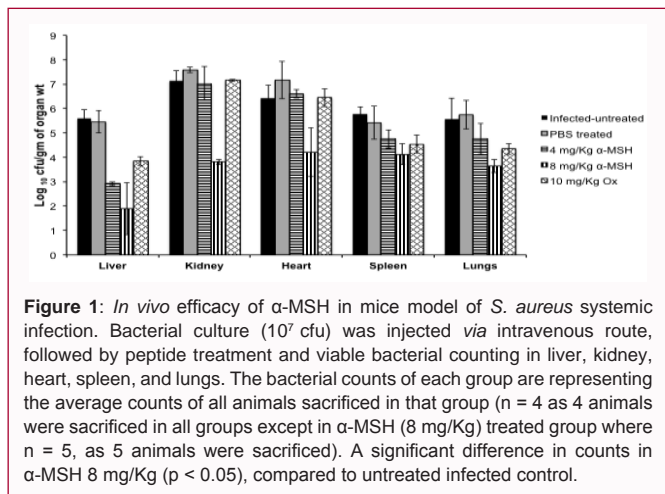 9
8
7
6
5
4
3
2
1
0
Log 10 cfu/gm of organ wt
Liver Kidney Heart Spleen Lungs
Infected-untreated
PBS treated
4 mg/Kg α-MSH
8 mg/Kg α-MSH
10 mg/Kg Ox
Figure 1: In vivo efficacy of α-MSH in mice model of S. aureus systemic
infection. Bacterial culture (10⁷ cfu) was injected via intravenous route,
followed by peptide treatment and viable bacterial counting in liver, kidney,
heart, spleen, and lungs. The bacterial counts of each group are representing
the average counts of all animals sacrificed in that group (n = 4 as 4 animals
were sacrificed in all groups except in α-MSH (8 mg/Kg) treated group where
n = 5, as 5 animals were sacrificed). A significant difference in counts in
α-MSH 8 mg/Kg (p < 0.05), compared to untreated infected control.